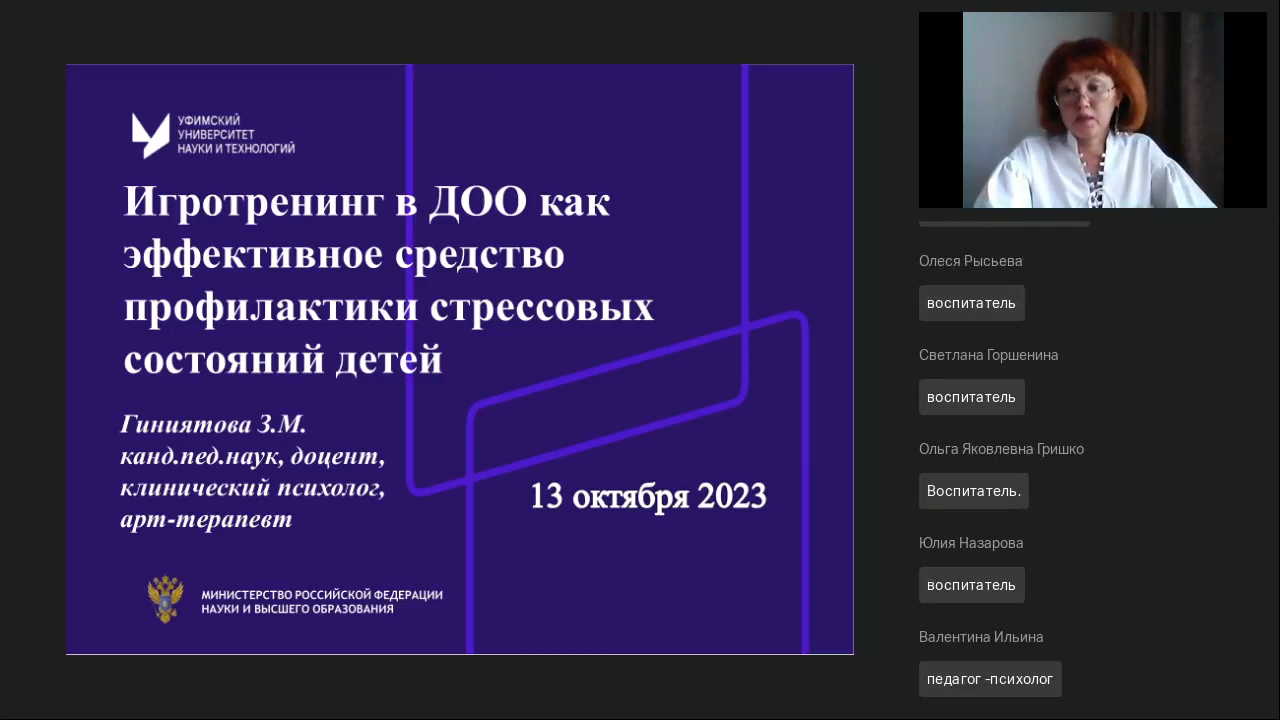 УФИМСКИЙ
УНИВЕРСИТЕТ
НАУКИ И ТЕХНОЛОГИЙ
Игротренинг в ДОО как
эффективное средство
профилактики стрессовых
состояний детей
Гиниятова З.М.
канд.пед.наук, доцент,
клинический психолог,
арт-терапевт
13 октября 2023
МИНИСТЕРСТВО РОССИЙСКОЙ ФЕДЕРАЦИИ
НАУКИ И ВЫСШЕГО ОБРАЗОВАНИЯ
Олеся Рысьева
воспитатель
Светлана Горшенина
воспитатель
Ольга Яковлевна Гришко
Воспитатель.
Юлия Назарова
воспитатель
Валентина Ильина
педагог -психолог